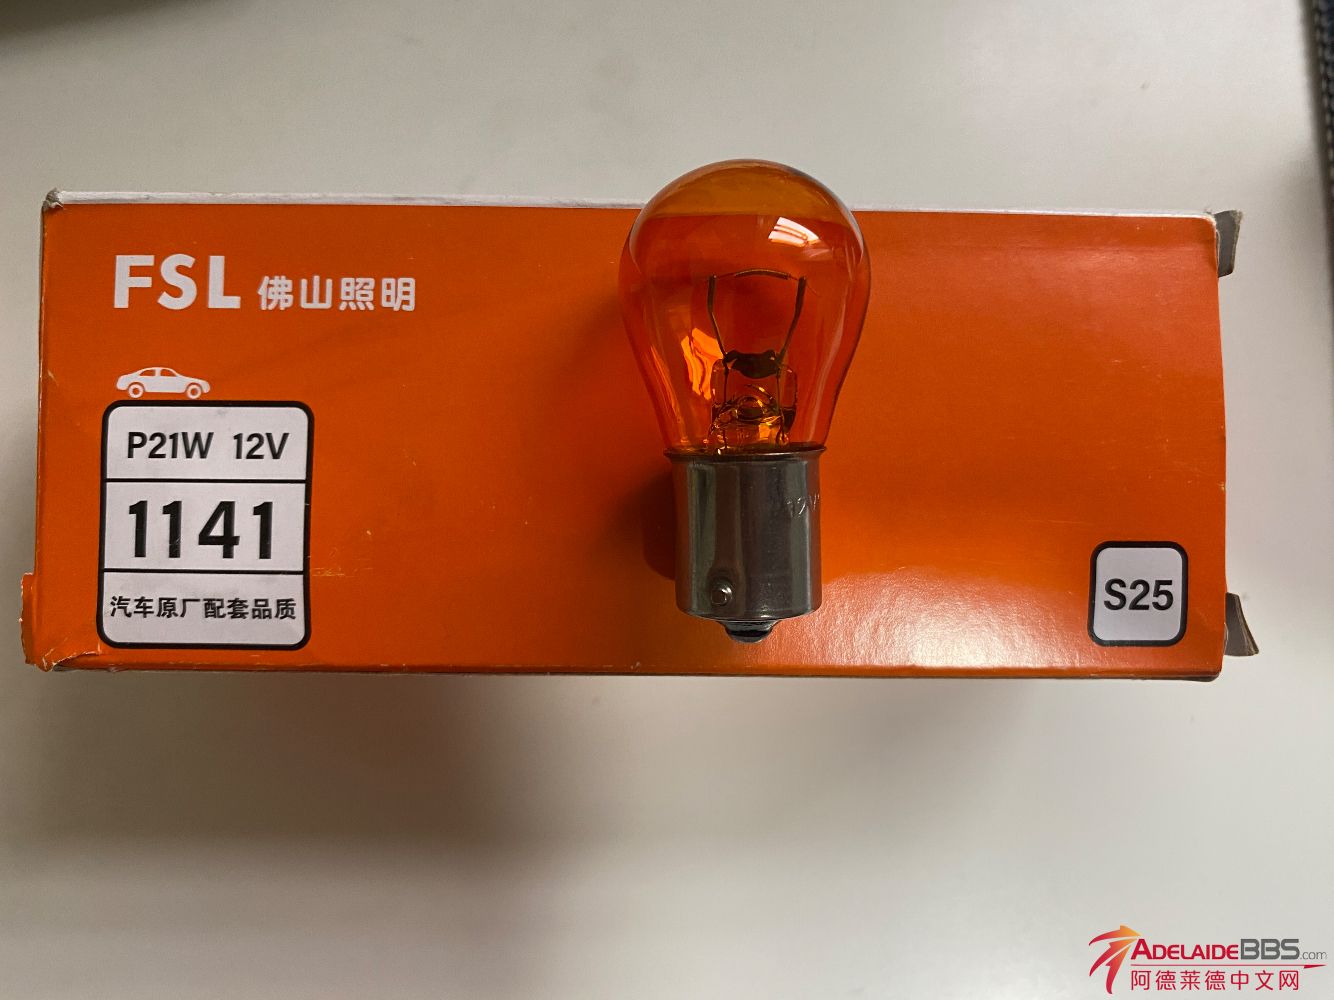 FSL 佛山照明
P21W 12V
1141
汽车原厂配套品质
S25
12V
ADELAIDEBBS.com
阿德莱德中文网